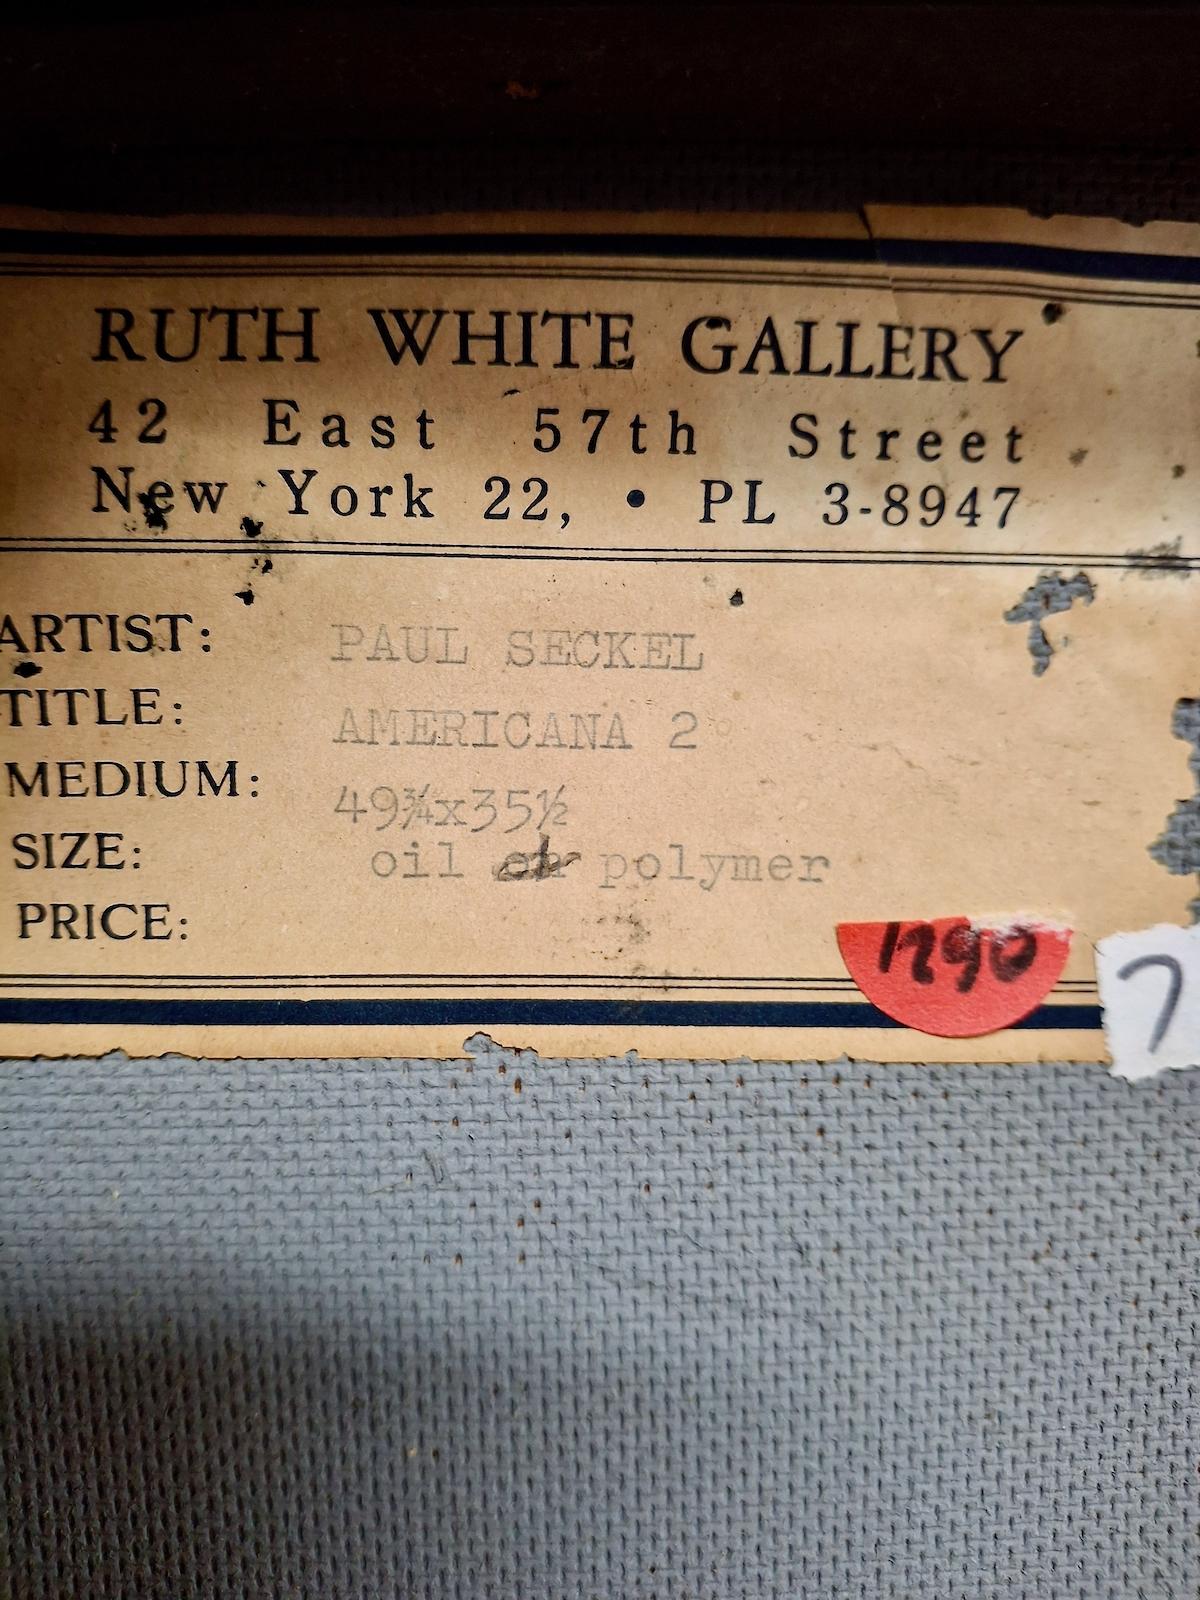 RUTH WHITE GALLERY
42 East 57th Street
New York 22, • PL 3-8947
ARTIST: PAUL SECKEL
TITLE: AMERICANA 2
MEDIUM: 49¾x35½
SIZE: oil polymer
PRICE:
7